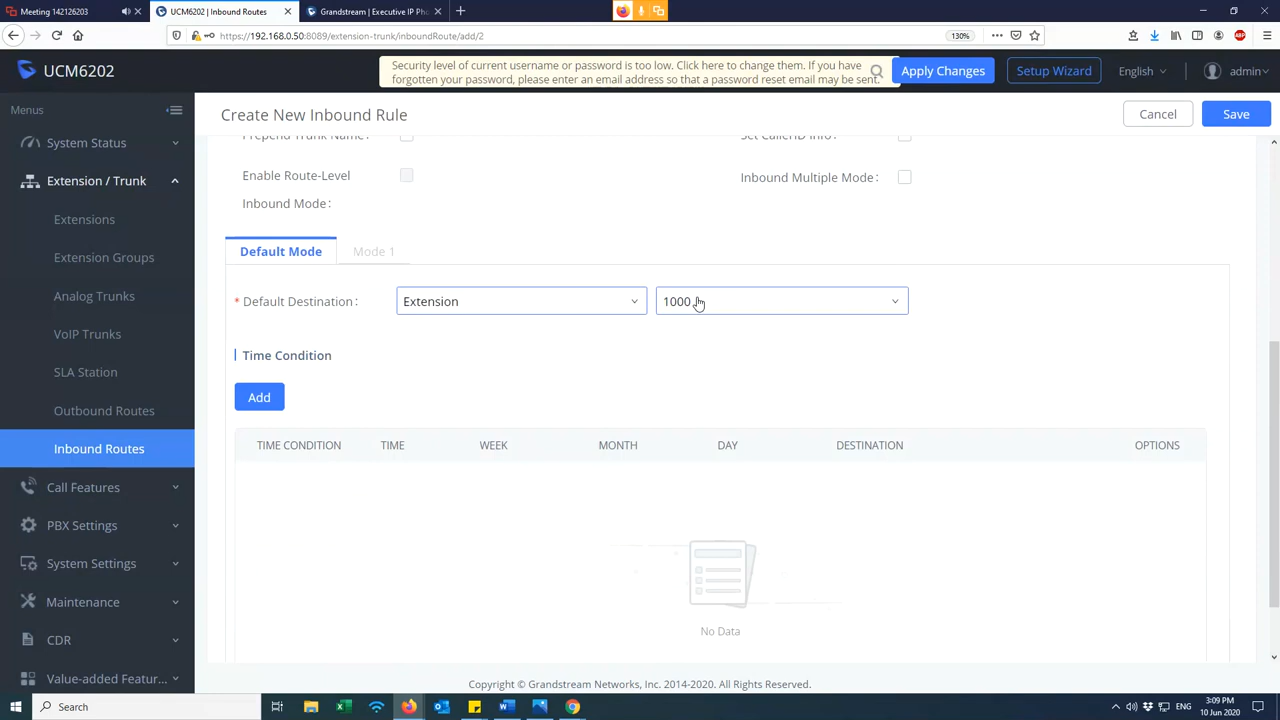 Meeting 142126203
UCM6202 | Inbound Routes
Grandstream | Executive IP Pho
https://192.168.0.50:8089/extension-trunk/inboundRoute/add/2
130%
ABP
UCM6202
Security level of current username or password is too low. Click here to change them. If you have
forgotten your password, please enter an email address so that a password reset email may be sent.
Apply Changes
Setup Wizard
English
admin
Menus
Create New Inbound Rule
Cancel
Save
System Status
Prepend Trunk Name :
Set CallerID Info :
Extension / Trunk
Enable Route-Level
Inbound Mode :
Inbound Multiple Mode :
Extensions
Extension Groups
Default Mode
Mode 1
Analog Trunks
* Default Destination :
Extension
1000
VoIP Trunks
Time Condition
SLA Station
Outbound Routes
Add
Inbound Routes
TIME CONDITION
TIME
WEEK
MONTH
DAY
DESTINATION
OPTIONS
Call Features
PBX Settings
System Settings
Maintenance
No Data
CDR
Value-added Featur...
Copyright © Grandstream Networks, Inc. 2014-2020. All Rights Reserved.
Search
ENG
3:09 PM
10 Jun 2020